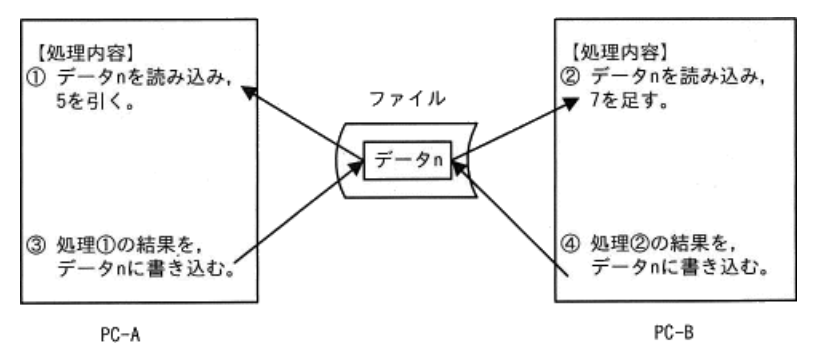 【処理内容】
① データnを読み込み,
5を引く。
③ 処理①の結果を,
データnに書き込む。
PC-A
ファイル
データn
【処理内容】
② データnを読み込み,
7を足す。
④ 処理②の結果を,
データnに書き込む。
PC-B